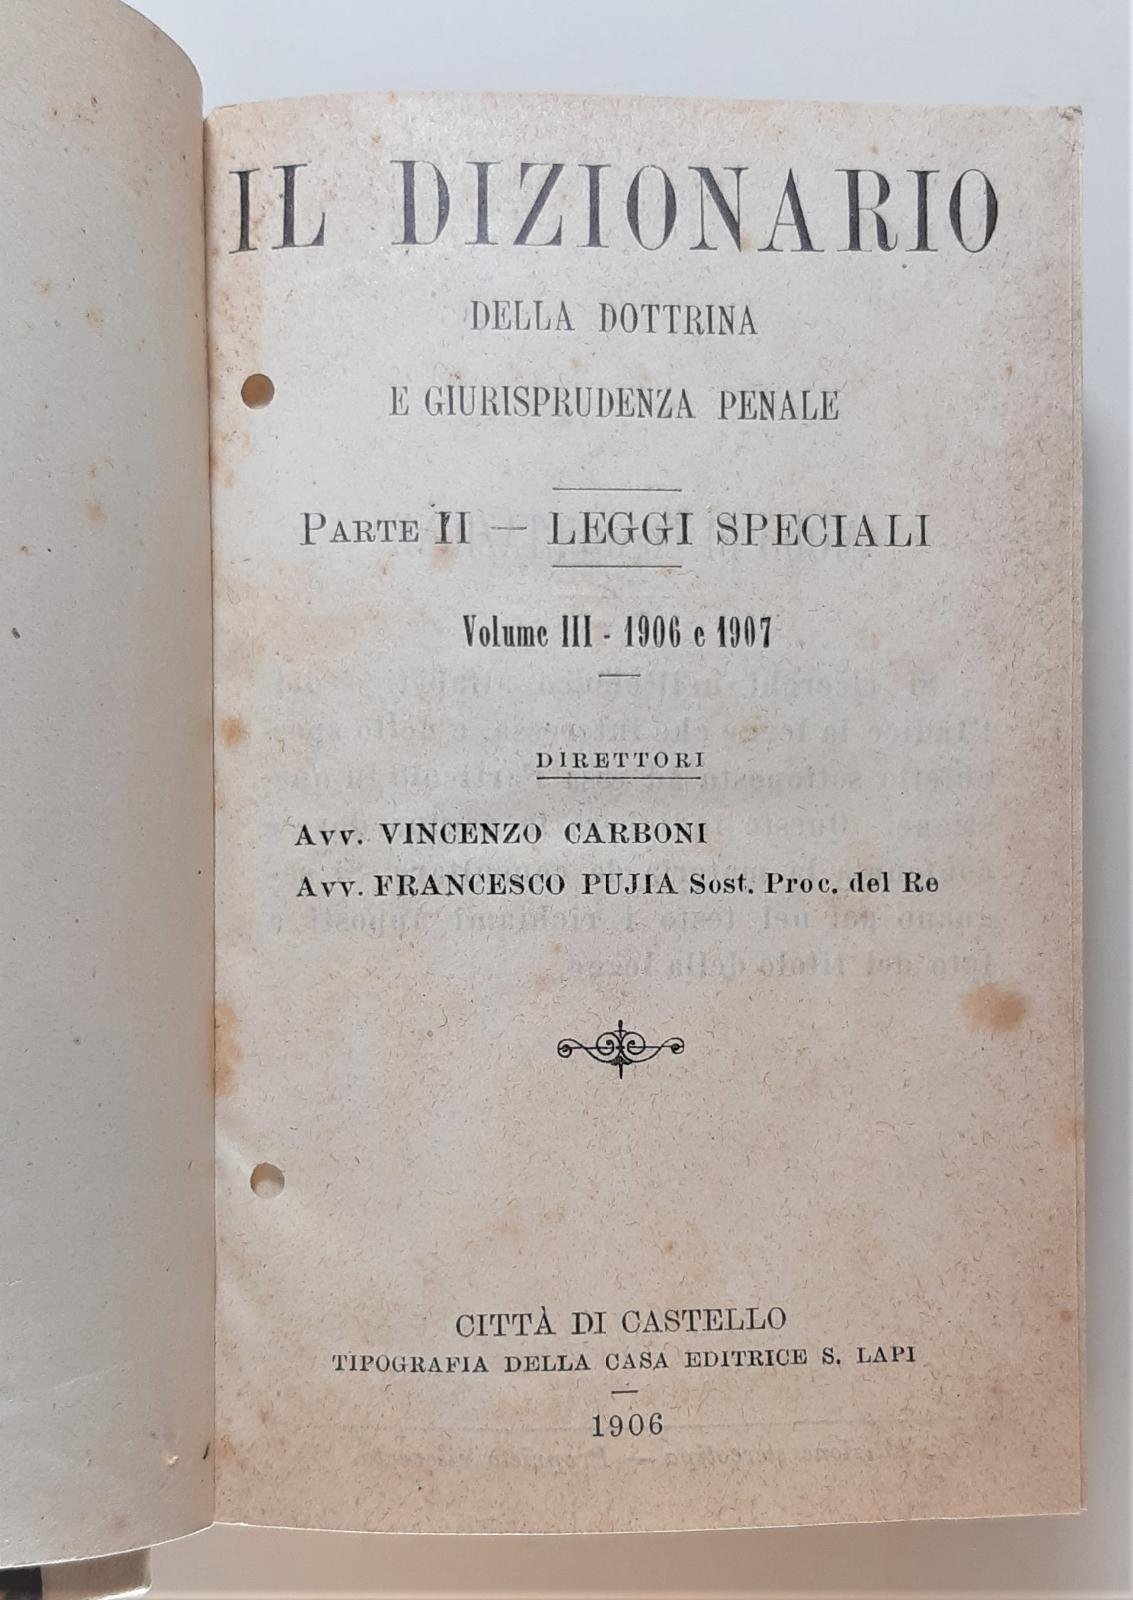 IL DIZIONARIO
DELLA DOTTRINA
E GIURISPRUDENZA PENALE
PARTE II — LEGGI SPECIALI
Volume III - 1906 e 1907
DIRETTORI
Avv. VINCENZO CARBONI
Avv. FRANCESCO PUJIA Sost. Proc. del Re
CITTÀ DI CASTELLO
TIPOGRAFIA DELLA CASA EDITRICE S. LAPI
1906